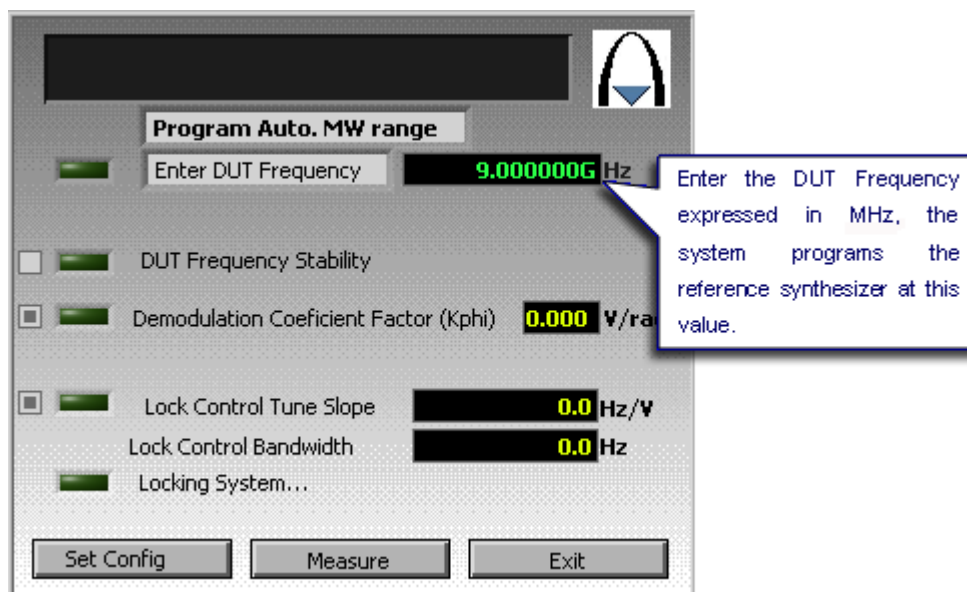 Program Auto. MW range
Enter DUT Frequency 9.000000G Hz
Enter the DUT Frequency
expressed in MHz, the
system programs the
reference synthesizer at this
value.
DUT Frequency Stability
Demodulation Coeficient Factor (Kphi) 0.000 V/ra
Lock Control Tune Slope 0.0 Hz/V
Lock Control Bandwidth 0.0 Hz
Locking System...
Set Config Measure Exit